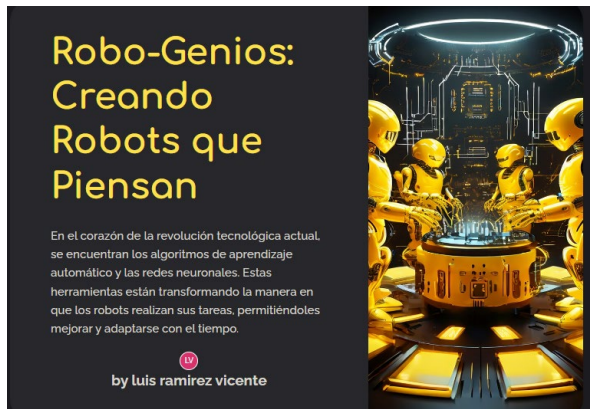 Robo-Genios:
Creando
Robots que
Piensan
En el corazón de la revolución tecnológica actual,
se encuentran los algoritmos de aprendizaje
automático y las redes neuronales. Estas
herramientas están transformando la manera en
que los robots realizan sus tareas, permitiéndoles
mejorar y adaptarse con el tiempo.
LV
by luis ramirez vicente